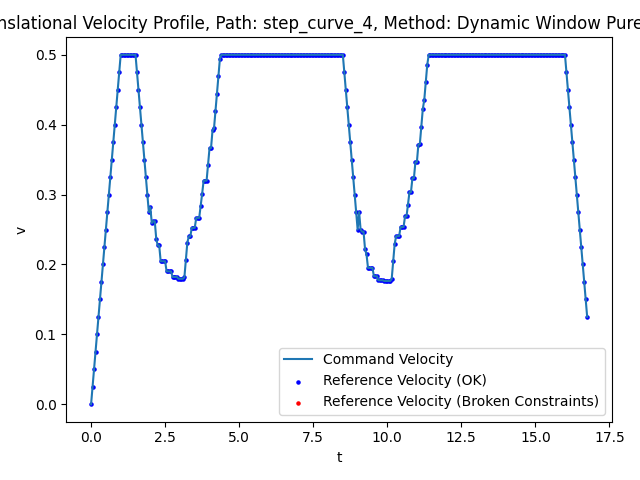 nslational Velocity Profile, Path: step_curve_4, Method: Dynamic Window Pure
0.5
0.4
0.3
0.2
0.1
0.0
v
Command Velocity
Reference Velocity (OK)
Reference Velocity (Broken Constraints)
0.0 2.5 5.0 7.5 10.0 12.5 15.0 17.5
t